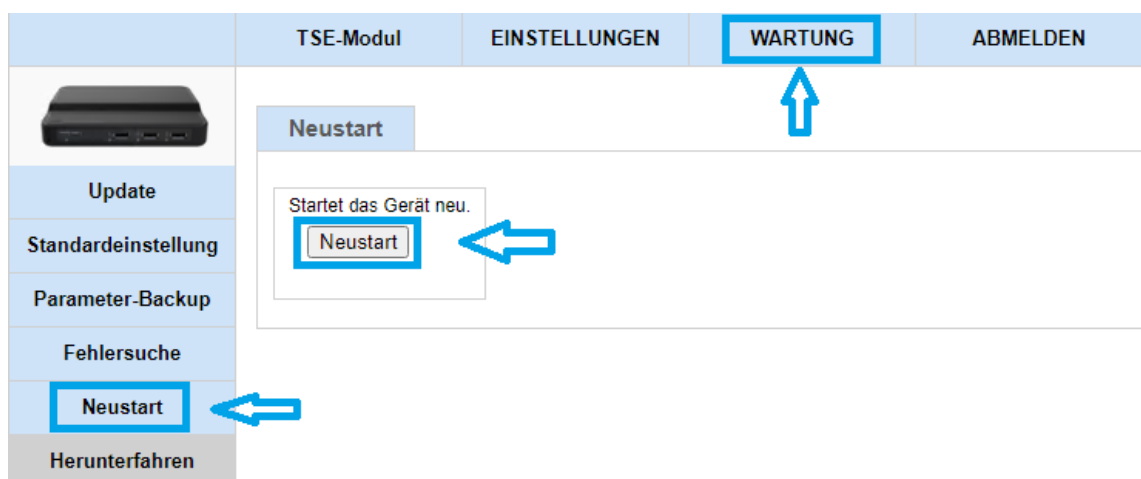 TSE-Modul EINSTELLUNGEN WARTUNG ABMELDEN
Neustart
Update
Startet das Gerät neu.
Neustart
Standardeinstellung
Parameter-Backup
Fehlersuche
Neustart
Herunterfahren